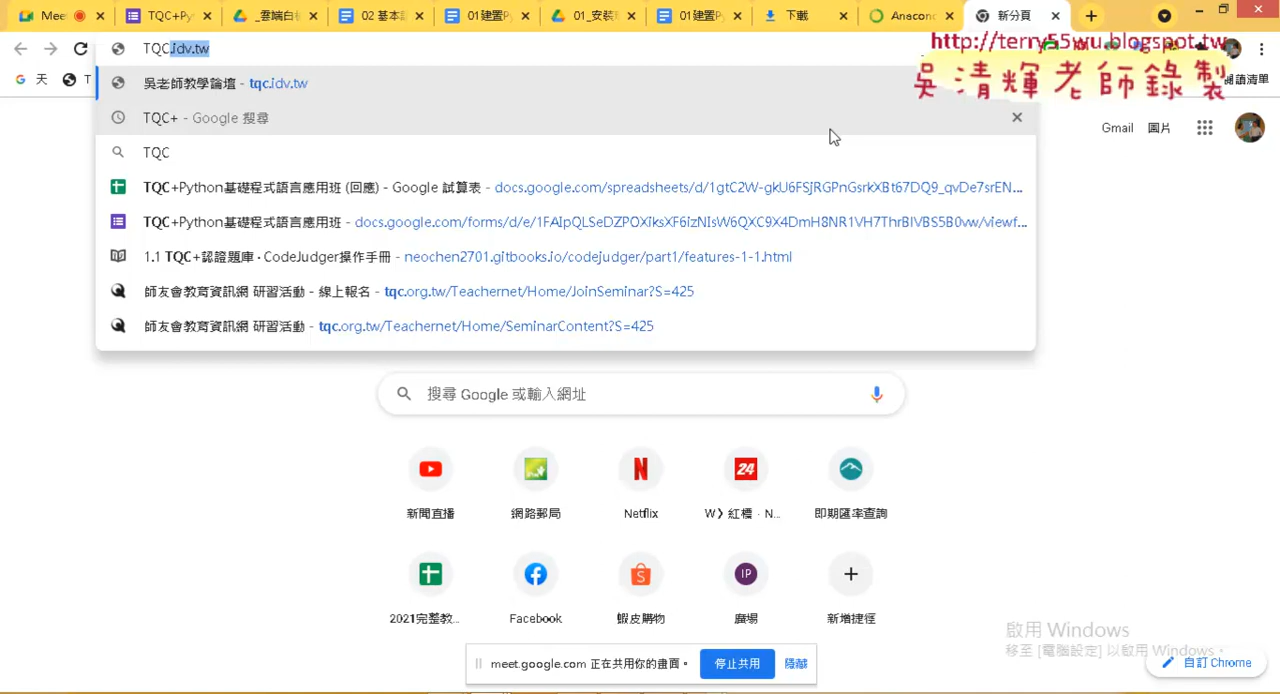 Meet
TQC+Py
_雲端白板
02 基本語
01建置Py
01_安裝環
01建置Py
下載
Anacond
新分頁
TQC.idv.tw
http://terry55wu.blogspot.tw
吳清輝老師錄製
G 天
T
閱讀清單
吳老師教學論壇 - tqc.idv.tw
TQC+ - Google 搜尋
TQC
TQC+Python基礎程式語言應用班 (回應) - Google 試算表 - docs.google.com/spreadsheets/d/1gtC2W-gkU6FSJRGPnGsrkXBt67DQ9_qvDe7srEN...
TQC+Python基礎程式語言應用班 - docs.google.com/forms/d/e/1FAIpQLSeDZPOXiksXF6izNIsW6QXC9X4DmH8NR1VH7ThrBIVBS5B0vw/viewf...
1.1 TQC+認證題庫 · CodeJudger操作手冊 - neochen2701.gitbooks.io/codejudger/part1/features-1-1.html
師友會教育資訊網 研習活動 - 線上報名 - tqc.org.tw/Teachernet/Home/JoinSeminar?S=425
師友會教育資訊網 研習活動 - tqc.org.tw/Teachernet/Home/SeminarContent?S=425
Gmail 圖片
搜尋 Google 或輸入網址
新聞直播
網路郵局
Netflix
W》紅標 · N...
即期匯率查詢
2021完整教...
Facebook
蝦皮購物
廣場
新增捷徑
啟用 Windows
移至 [電腦設定] 以啟用 Windows。
自訂 Chrome
meet.google.com 正在共用你的畫面。
停止共用
隱藏